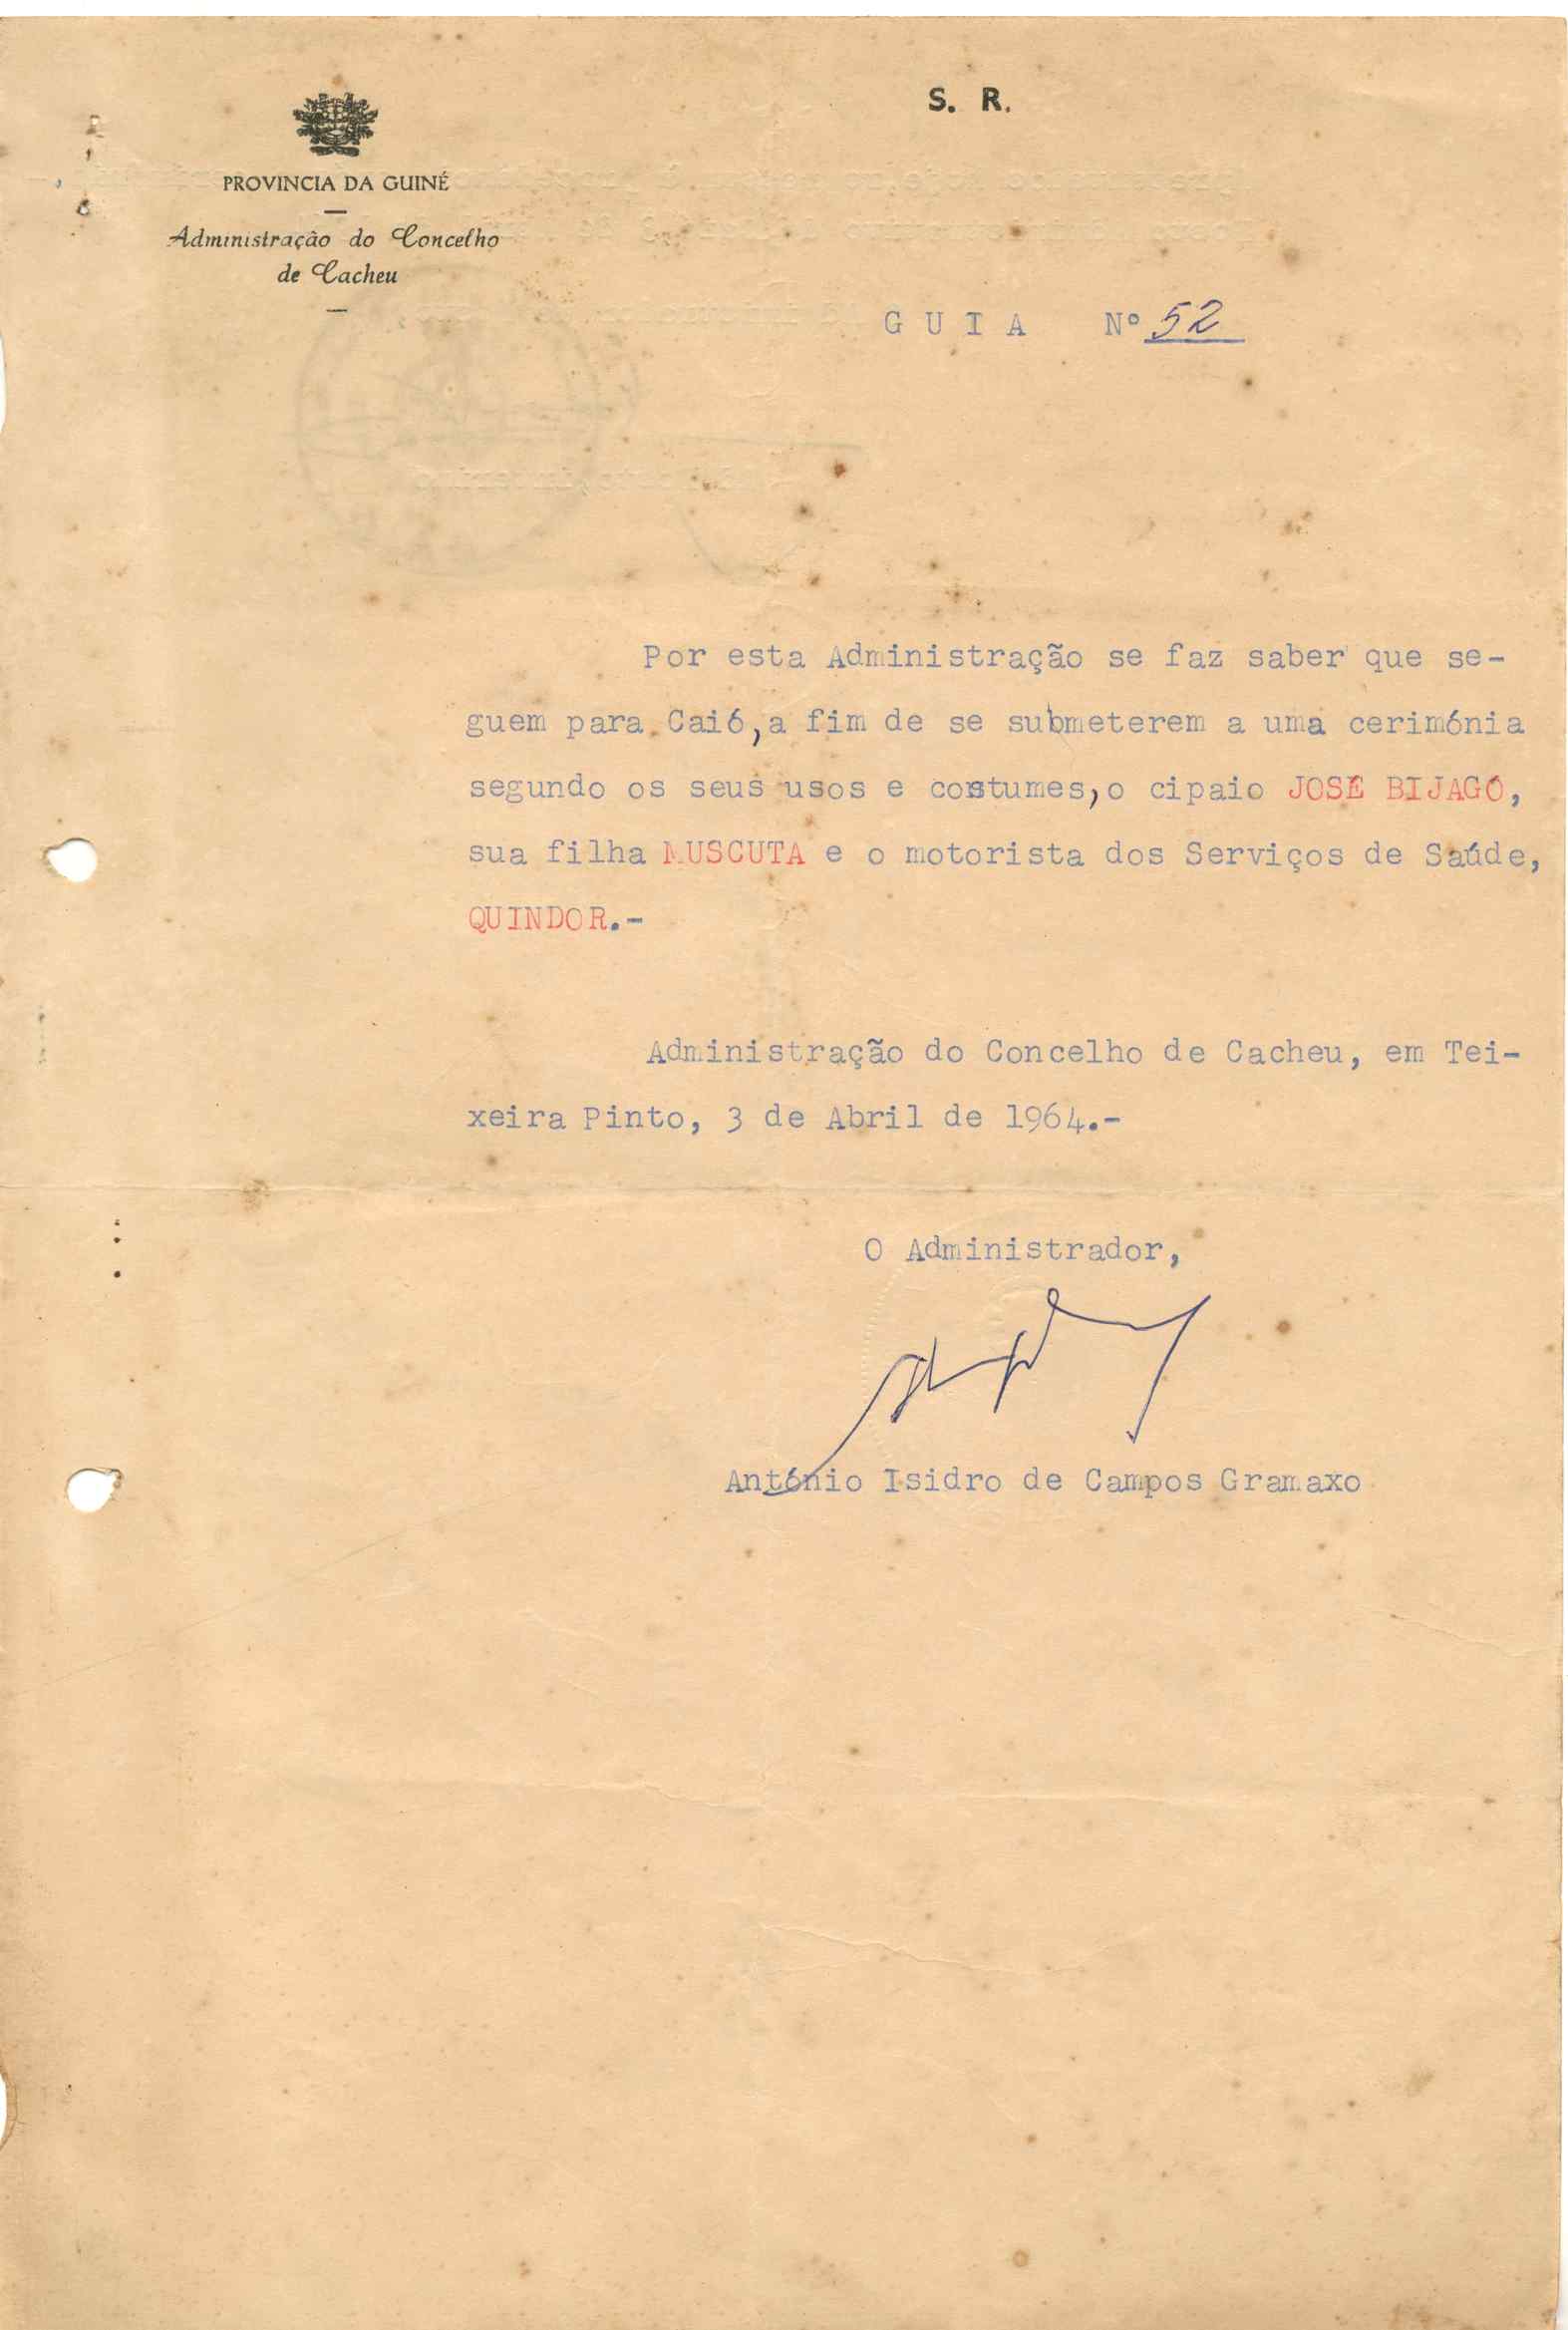 S. R.
PROVINCIA DA GUINÉ
Administração do Concelho
de Cacheu
GUIA Nº 52
Por esta Administração se faz saber que se-
guem para Caió, a fim de se submeterem a uma cerimónia
segundo os seus usos e costumes, o cipaio JOSÉ BIJAGÓ,
sua filha MUSCUTA e o motorista dos Serviços de Saúde,
QUINDOR.-
Administração do Concelho de Cacheu, em Tei-
xeira Pinto, 3 de Abril de 1964.-
O Administrador,
António Isidro de Campos Gramaxo